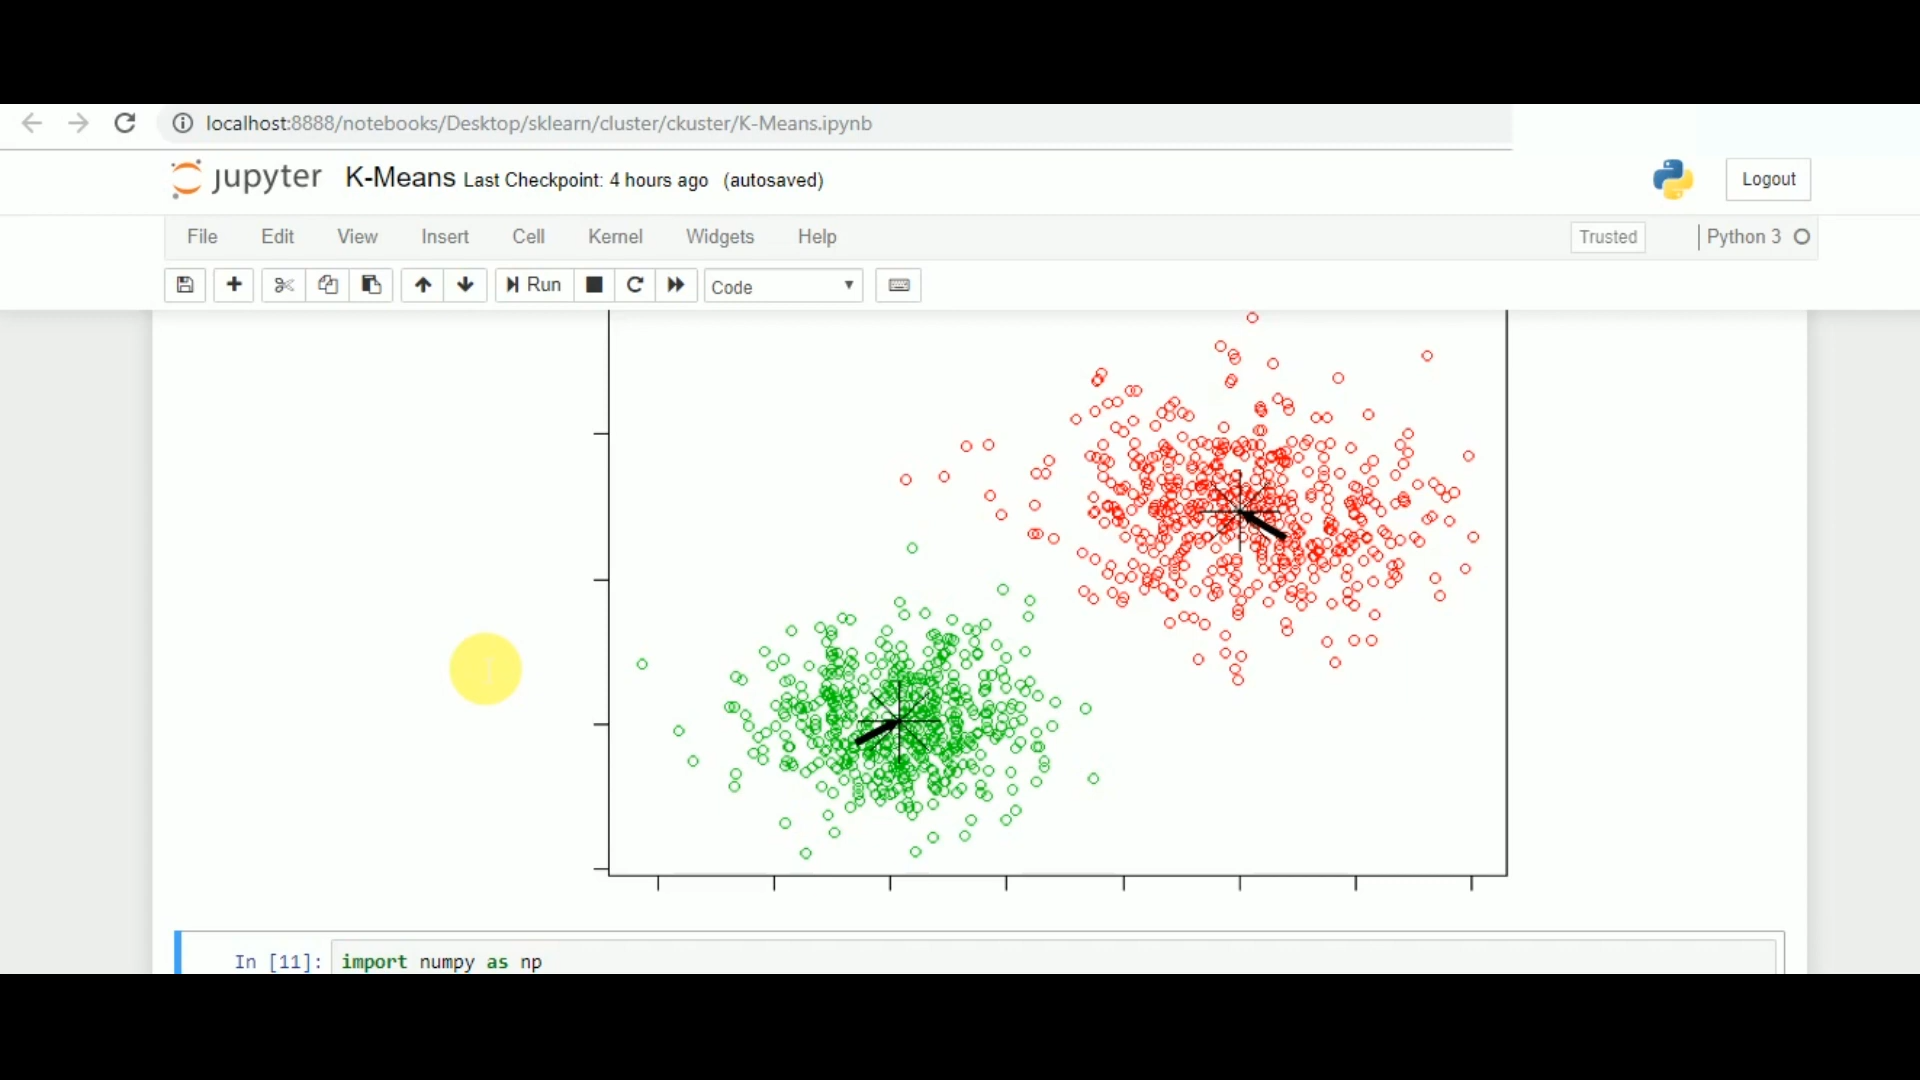 localhost:8888/notebooks/Desktop/sklearn/cluster/ckuster/K-Means.ipynb
jupyter K-Means Last Checkpoint: 4 hours ago (autosaved)
Logout
File Edit View Insert Cell Kernel Widgets Help
Trusted
Python 3
Run
Code
In [11]: import numpy as np